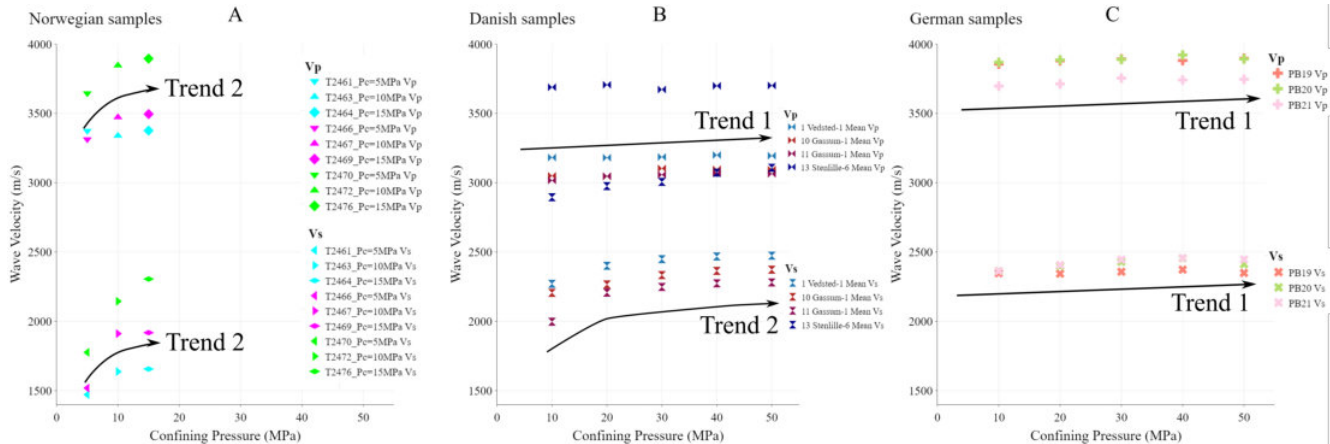 Norwegian samples
A
Wave Velocity (m/s)
4000
3500
3000
2500
2000
1500
0
10
20
30
40
50
Confining Pressure (MPa)
Trend 2
Trend 2
Vp
T2461_Pc=5MPa Vp
T2463_Pc=10MPa Vp
T2464_Pc=15MPa Vp
T2466_Pc=5MPa Vp
T2467_Pc=10MPa Vp
T2469_Pc=15MPa Vp
T2470_Pc=5MPa Vp
T2472_Pc=10MPa Vp
T2476_Pc=15MPa Vp
Vs
T2461_Pc=5MPa Vs
T2463_Pc=10MPa Vs
T2464_Pc=15MPa Vs
T2466_Pc=5MPa Vs
T2467_Pc=10MPa Vs
T2469_Pc=15MPa Vs
T2470_Pc=5MPa Vs
T2472_Pc=10MPa Vs
T2476_Pc=15MPa Vs
Danish samples
B
Wave Velocity (m/s)
4000
3500
3000
2500
2000
1500
0
10
20
30
40
50
Confining Pressure (MPa)
Trend 1
Trend 2
Vp
1 Vedsted-1 Mean Vp
10 Gassum-1 Mean Vp
11 Gassum-1 Mean Vp
13 Stenlille-6 Mean Vp
Vs
1 Vedsted-1 Mean Vs
10 Gassum-1 Mean Vs
11 Gassum-1 Mean Vs
13 Stenlille-6 Mean Vs
German samples
C
Wave Velocity (m/s)
4000
3500
3000
2500
2000
1500
0
10
20
30
40
50
Confining Pressure (MPa)
Trend 1
Trend 1
Vp
PB19 Vp
PB20 Vp
PB21 Vp
Vs
PB19 Vs
PB20 Vs
PB21 Vs